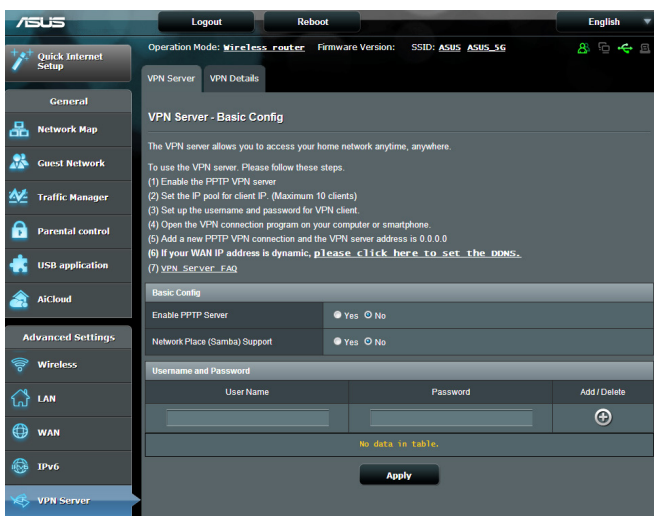 ASUS
Logout
Reboot
English
Quick Internet
Setup
Operation Mode: Wireless router Firmware Version: SSID: ASUS ASUS_5G
VPN Server
VPN Details
General
Network Map
Guest Network
Traffic Manager
Parental control
USB application
AiCloud
Advanced Settings
Wireless
LAN
WAN
IPv6
VPN Server
VPN Server - Basic Config
The VPN server allows you to access your home network anytime, anywhere.
To use the VPN server. Please follow these steps.
(1) Enable the PPTP VPN server
(2) Set the IP pool for client IP. (Maximum 10 clients)
(3) Set up the username and password for VPN client.
(4) Open the VPN connection program on your computer or smartphone.
(5) Add a new PPTP VPN connection and the VPN server address is 0.0.0.0
(6) If your WAN IP address is dynamic, please click here to set the DDNS.
(7) VPN Server FAQ
Basic Config
Enable PPTP Server Yes No
Network Place (Samba) Support Yes No
Username and Password
User Name Password Add / Delete
No data in table.
Apply